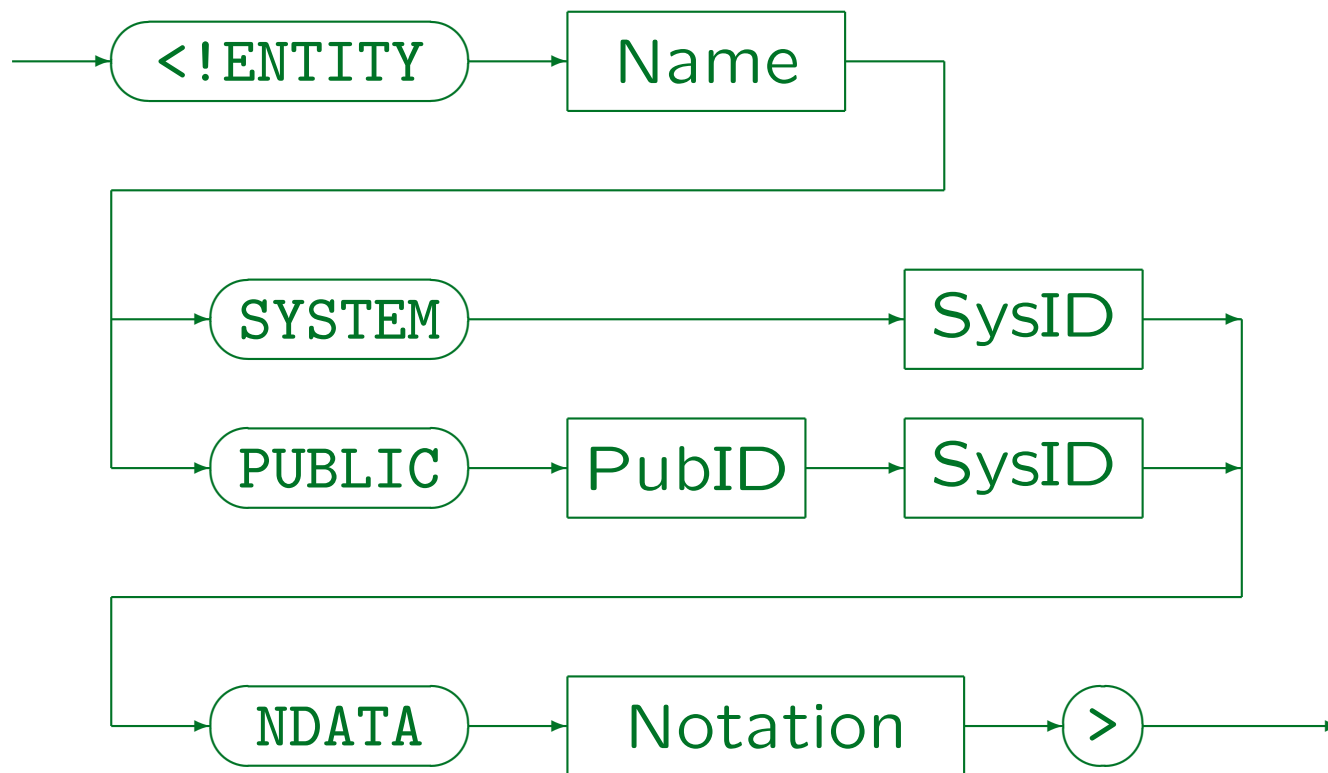 <!ENTITY Name
SYSTEM SysID
PUBLIC PubID SysID
NDATA Notation >